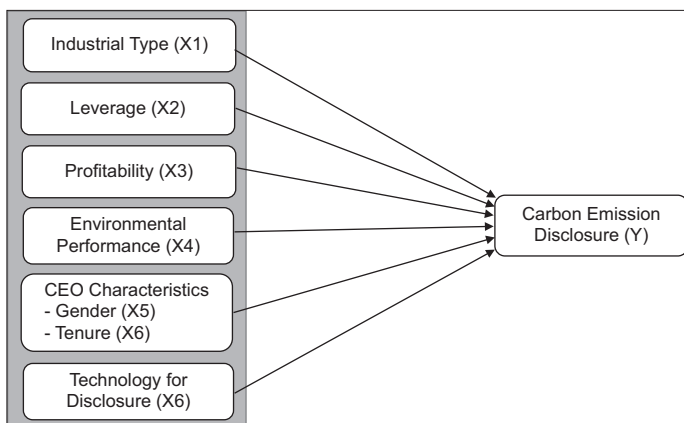 Industrial Type (X1)
Leverage (X2)
Profitability (X3)
Environmental
Performance (X4)
CEO Characteristics
- Gender (X5)
- Tenure (X6)
Technology for
Disclosure (X6)
Carbon Emission
Disclosure (Y)